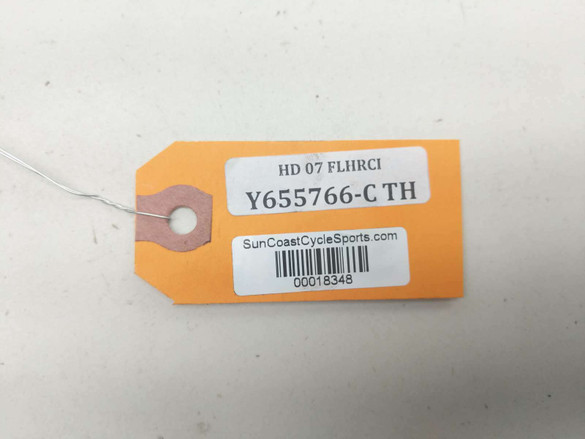 HD 07 FLHRCI
Y655766-C TH
SunCoastCycleSports.com
00018348